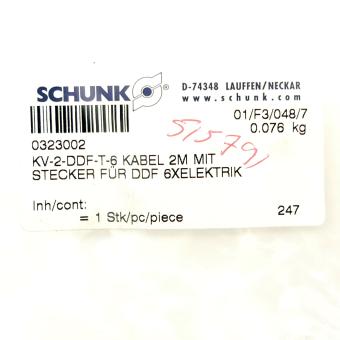 SCHUNK
D-74348 LAUFFEN/NECKAR
www.schunk.com
01/F3/048/7
0.076 kg
0323002
KV-2-DDF-T-6 KABEL 2M MIT
STECKER FÜR DDF 6XELEKTRIK
Inh/cont:
= 1 Stk/pc/piece
247